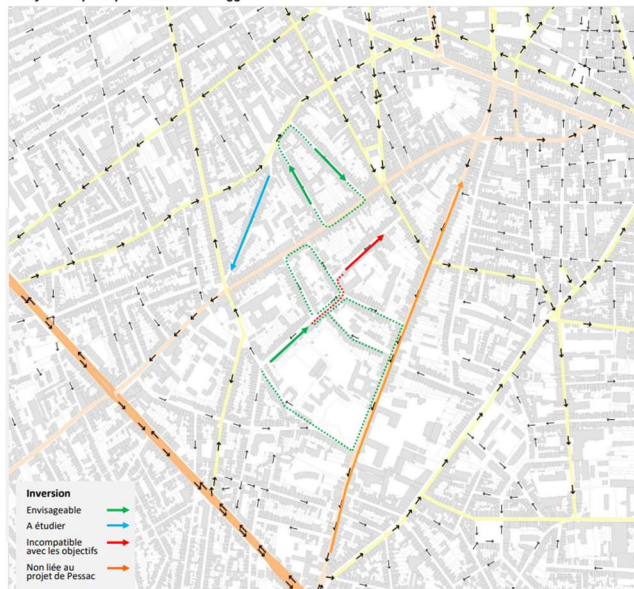 Inversion
Envisageable
A étudier
Incompatible
avec les objectifs
Non liée au
projet de Pessac